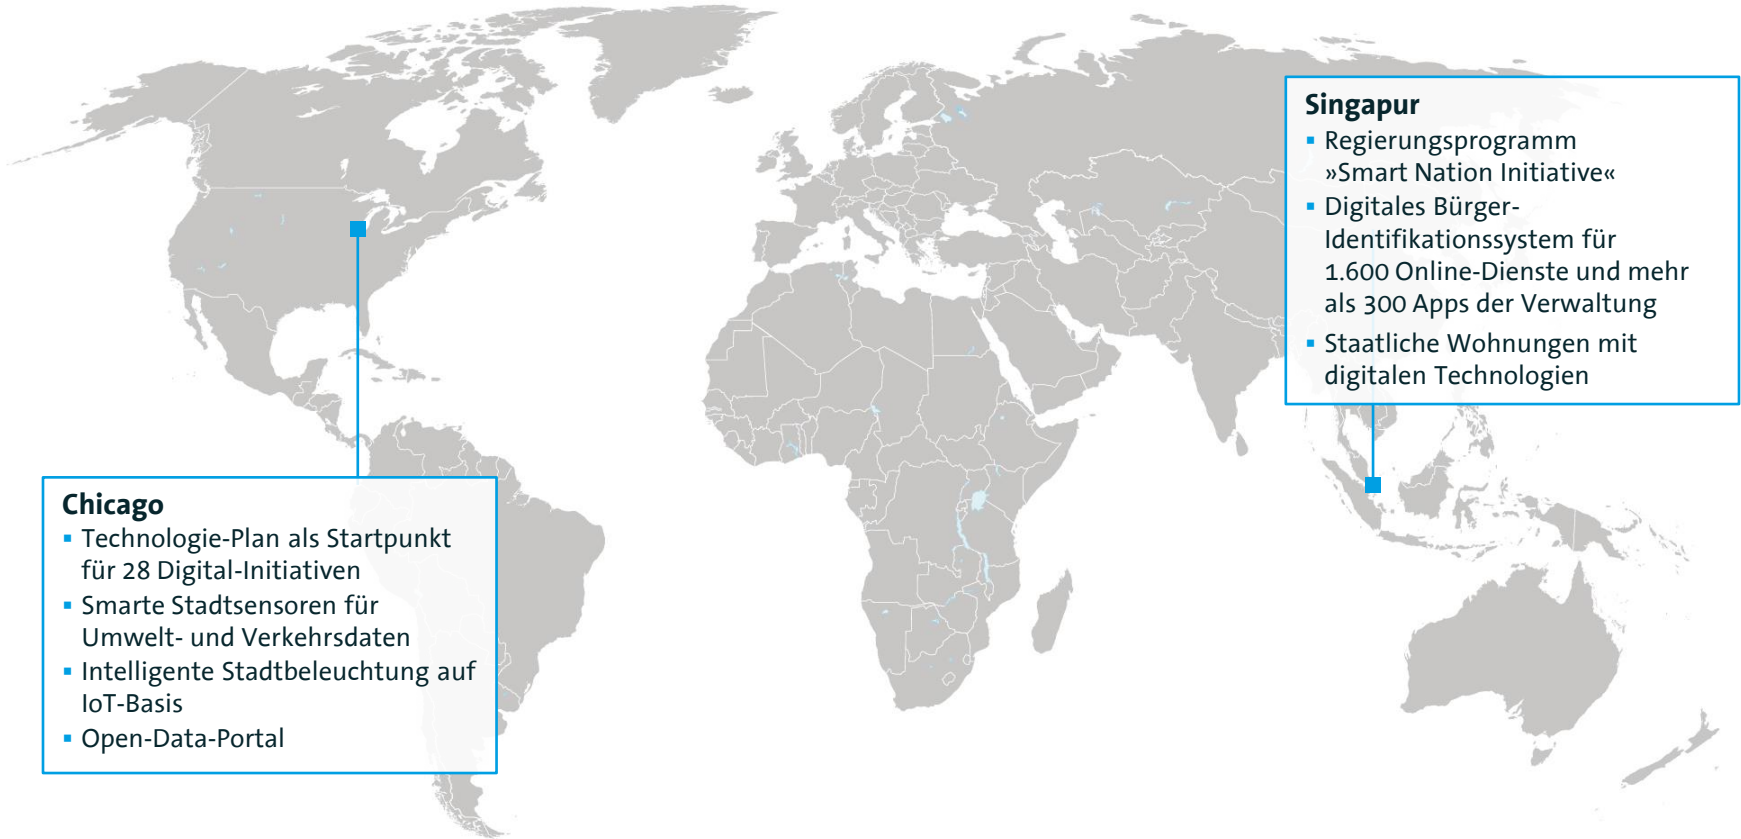 Singapur
▪ Regierungsprogramm
»Smart Nation Initiative«
▪ Digitales Bürger-
Identifikationssystem für
1.600 Online-Dienste und mehr
als 300 Apps der Verwaltung
▪ Staatliche Wohnungen mit
digitalen Technologien
Chicago
▪ Technologie-Plan als Startpunkt
für 28 Digital-Initiativen
▪ Smarte Stadtsensoren für
Umwelt- und Verkehrsdaten
▪ Intelligente Stadtbeleuchtung auf
IoT-Basis
▪ Open-Data-Portal